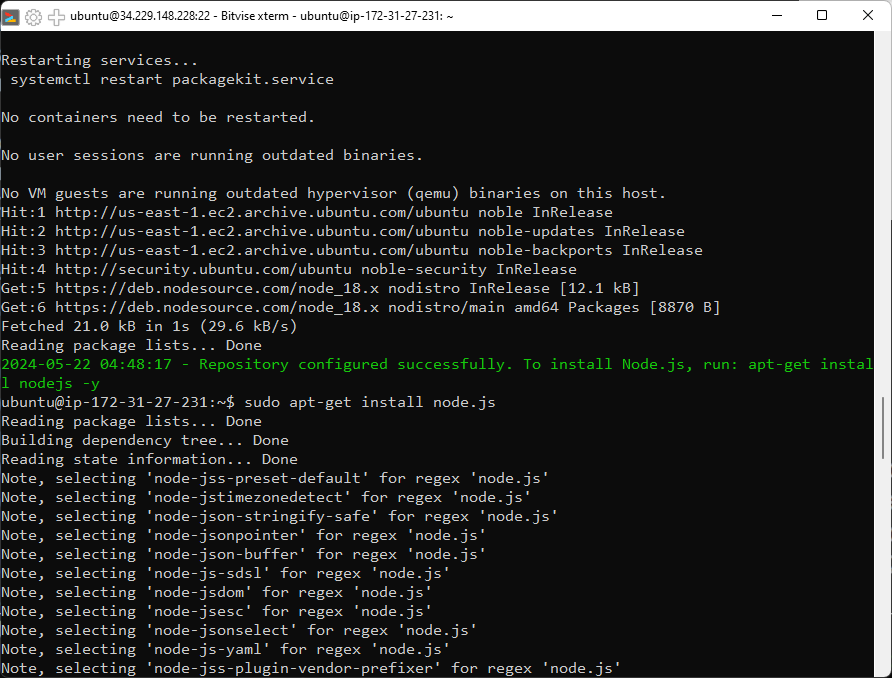 ubuntu@34.229.148.228:22 - Bitvise xterm - ubuntu@ip-172-31-27-231: ~
Restarting services...
 systemctl restart packagekit.service
No containers need to be restarted.
No user sessions are running outdated binaries.
No VM guests are running outdated hypervisor (qemu) binaries on this host.
Hit:1 http://us-east-1.ec2.archive.ubuntu.com/ubuntu noble InRelease
Hit:2 http://us-east-1.ec2.archive.ubuntu.com/ubuntu noble-updates InRelease
Hit:3 http://us-east-1.ec2.archive.ubuntu.com/ubuntu noble-backports InRelease
Hit:4 http://security.ubuntu.com/ubuntu noble-security InRelease
Get:5 https://deb.nodesource.com/node_18.x nodistro InRelease [12.1 kB]
Get:6 https://deb.nodesource.com/node_18.x nodistro/main amd64 Packages [8870 B]
Fetched 21.0 kB in 1s (29.6 kB/s)
Reading package lists... Done
2024-05-22 04:48:17 - Repository configured successfully. To install Node.js, run: apt-get instal
l nodejs -y
ubuntu@ip-172-31-27-231:~$ sudo apt-get install node.js
Reading package lists... Done
Building dependency tree... Done
Reading state information... Done
Note, selecting 'node-jss-preset-default' for regex 'node.js'
Note, selecting 'node-jstimezonedetect' for regex 'node.js'
Note, selecting 'node-json-stringify-safe' for regex 'node.js'
Note, selecting 'node-jsonpointer' for regex 'node.js'
Note, selecting 'node-json-buffer' for regex 'node.js'
Note, selecting 'node-js-sdsl' for regex 'node.js'
Note, selecting 'node-jsdom' for regex 'node.js'
Note, selecting 'node-jsesc' for regex 'node.js'
Note, selecting 'node-jsonselect' for regex 'node.js'
Note, selecting 'node-js-yaml' for regex 'node.js'
Note, selecting 'node-jss-plugin-vendor-prefixer' for regex 'node.js'